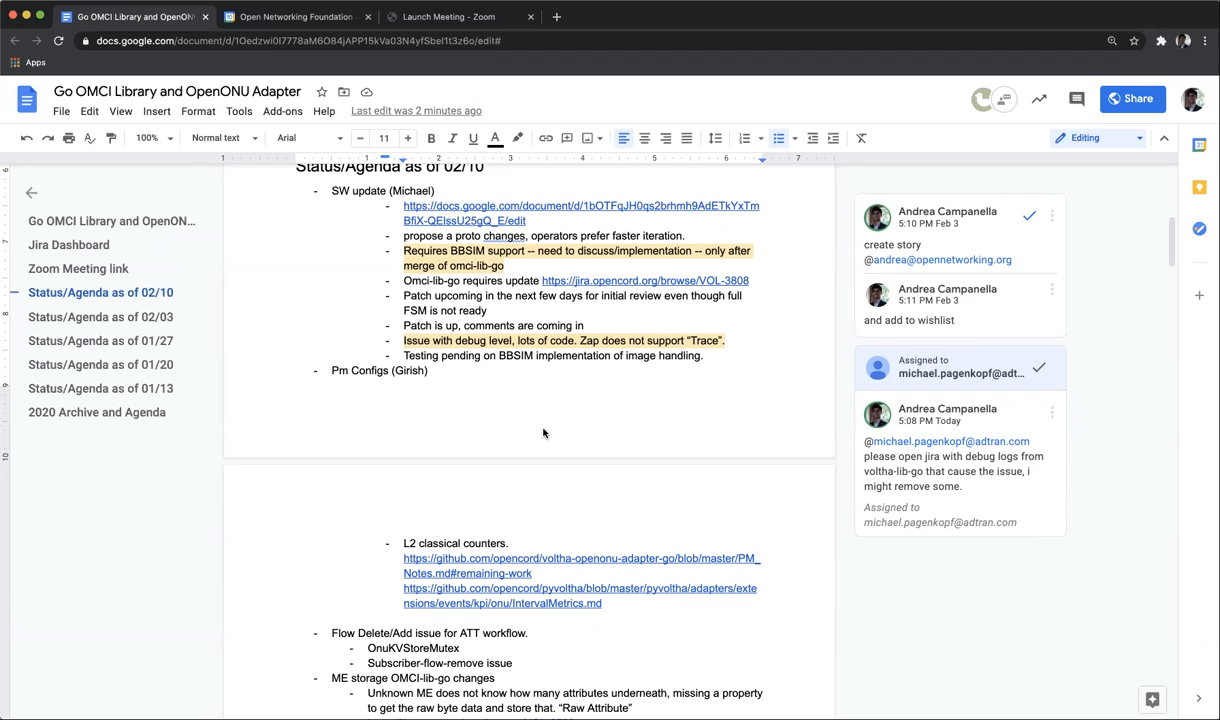 Go OMCI Library and OpenONU
Open Networking Foundation
Launch Meeting - Zoom
docs.google.com/document/d/1Oedzwi0I7778aM6O84jAPP15kVa03N4yfSbeI1t3z6o/edit#
Apps
Go OMCI Library and OpenONU Adapter
File Edit View Insert Format Tools Add-ons Help Last edit was 2 minutes ago
Share
100% Normal text Arial - 11 + B I U A
Editing
1 1 2 3 4 5 6 7
Status/Agenda as of 02/10
- SW update (Michael)
- https://docs.google.com/document/d/1bOTFqJH0qs2brhmh9AdETkYxTm
BfiX-QElssU25gQ_E/edit
- propose a proto changes, operators prefer faster iteration.
- Requires BBSIM support -- need to discuss/implementation -- only after
merge of omci-lib-go
- Omci-lib-go requires update https://jira.opencord.org/browse/VOL-3808
- Patch upcoming in the next few days for initial review even though full
FSM is not ready
- Patch is up, comments are coming in
- Issue with debug level, lots of code. Zap does not support “Trace”.
- Testing pending on BBSIM implementation of image handling.
- Pm Configs (Girish)
- L2 classical counters.
https://github.com/opencord/voltha-openonu-adapter-go/blob/master/PM_
Notes.md#remaining-work
https://github.com/opencord/pyvoltha/blob/master/pyvoltha/adapters/exte
nsions/events/kpi/onu/IntervalMetrics.md
- Flow Delete/Add issue for ATT workflow.
- OnuKVStoreMutex
- Subscriber-flow-remove issue
- ME storage OMCI-lib-go changes
- Unknown ME does not know how many attributes underneath, missing a property
to get the raw byte data and store that. “Raw Attribute”
Go OMCI Library and OpenON...
Jira Dashboard
Zoom Meeting link
Status/Agenda as of 02/10
Status/Agenda as of 02/03
Status/Agenda as of 01/27
Status/Agenda as of 01/20
Status/Agenda as of 01/13
2020 Archive and Agenda
Andrea Campanella
5:10 PM Feb 3
create story
@andrea@opennetworking.org
Andrea Campanella
5:11 PM Feb 3
and add to wishlist
Assigned to
michael.pagenkopf@adt...
Andrea Campanella
5:08 PM Today
@michael.pagenkopf@adtran.com
please open jira with debug logs from
voltha-lib-go that cause the issue, i
might remove some.
Assigned to
michael.pagenkopf@adtran.com